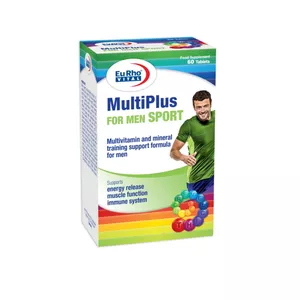 EuRho®
VITAL
Food Supplement
60 Tablets
MultiPlus
FOR MEN SPORT
Multivitamin and mineral
training support formula
for men
Supports
energy release
muscle function
immune system